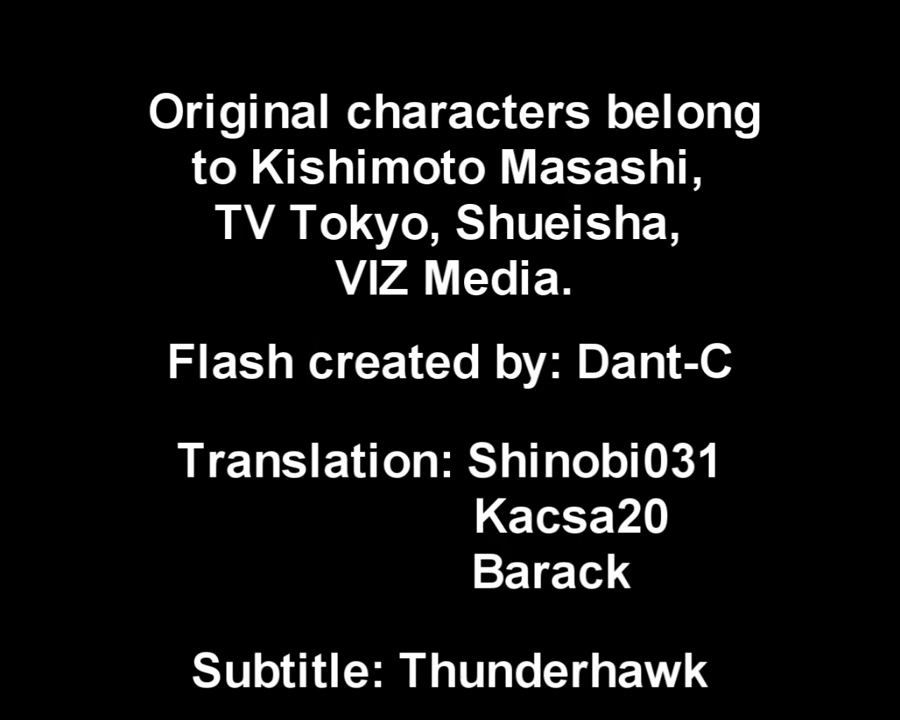 Original characters belong
to Kishimoto Masashi,
TV Tokyo, Shueisha,
VIZ Media.
Flash created by: Dant-C
Translation: Shinobi031
Kacsa20
Barack
Subtitle: Thunderhawk